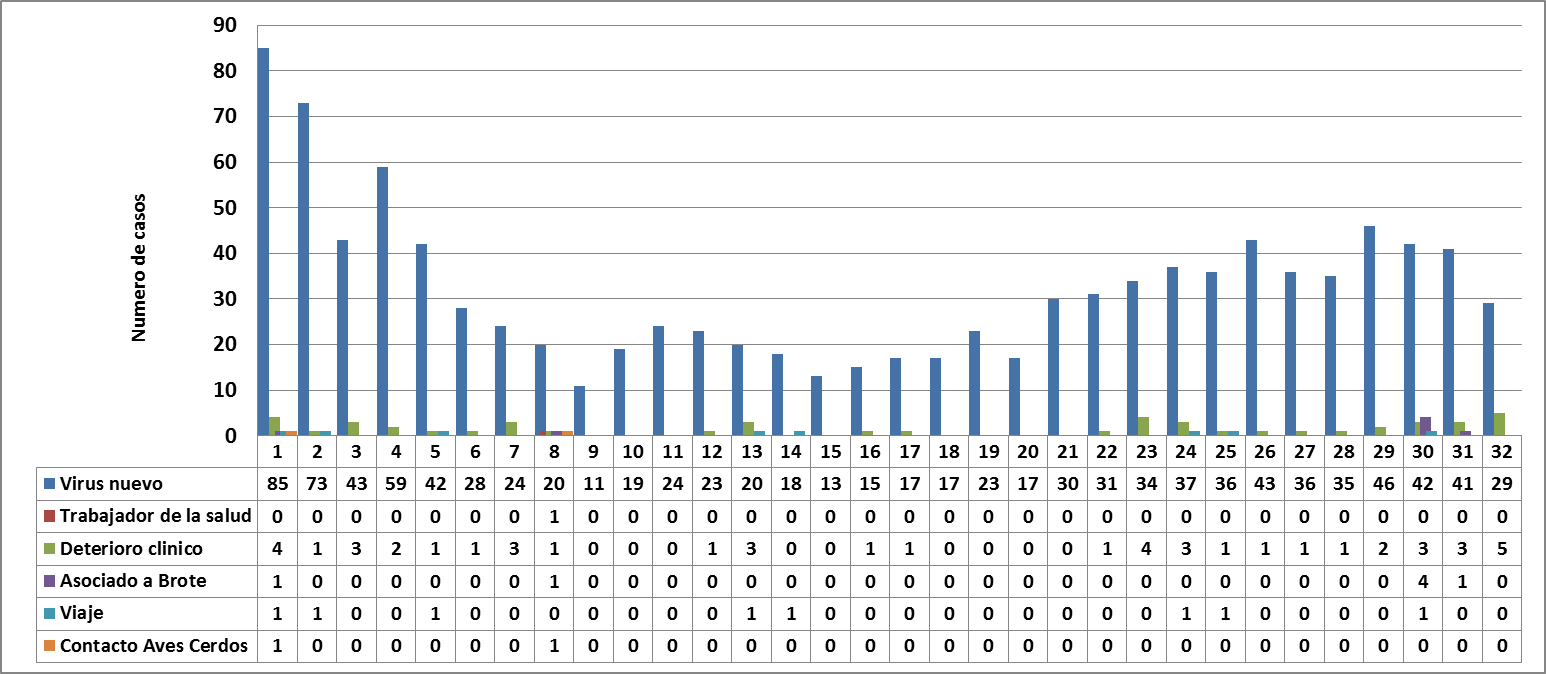 90
80
70
60
50
40
30
20
10
0
Numero de casos
1 2 3 4 5 6 7 8 9 10 11 12 13 14 15 16 17 18 19 20 21 22 23 24 25 26 27 28 29 30 31 32
Virus nuevo 85 73 43 59 42 28 24 20 11 19 24 23 20 18 13 15 17 17 23 17 30 31 34 37 36 43 36 35 46 42 41 29
Trabajador de la salud 0 0 0 0 0 0 0 1 0 0 0 0 0 0 0 0 0 0 0 0 0 0 0 0 0 0 0 0 0 0 0 0
Deterioro clinico 4 1 3 2 1 1 3 1 0 0 0 1 3 0 0 1 1 0 0 0 0 1 4 3 1 1 1 1 2 3 3 5
Asociado a Brote 1 0 0 0 0 0 0 1 0 0 0 0 0 0 0 0 0 0 0 0 0 0 0 0 0 0 0 0 0 4 1 0
Viaje 1 1 0 0 1 0 0 0 0 0 0 0 1 1 0 0 0 0 0 0 0 0 0 1 1 0 0 0 0 1 0 0
Contacto Aves Cerdos 1 0 0 0 0 0 0 1 0 0 0 0 0 0 0 0 0 0 0 0 0 0 0 0 0 0 0 0 0 0 0 0